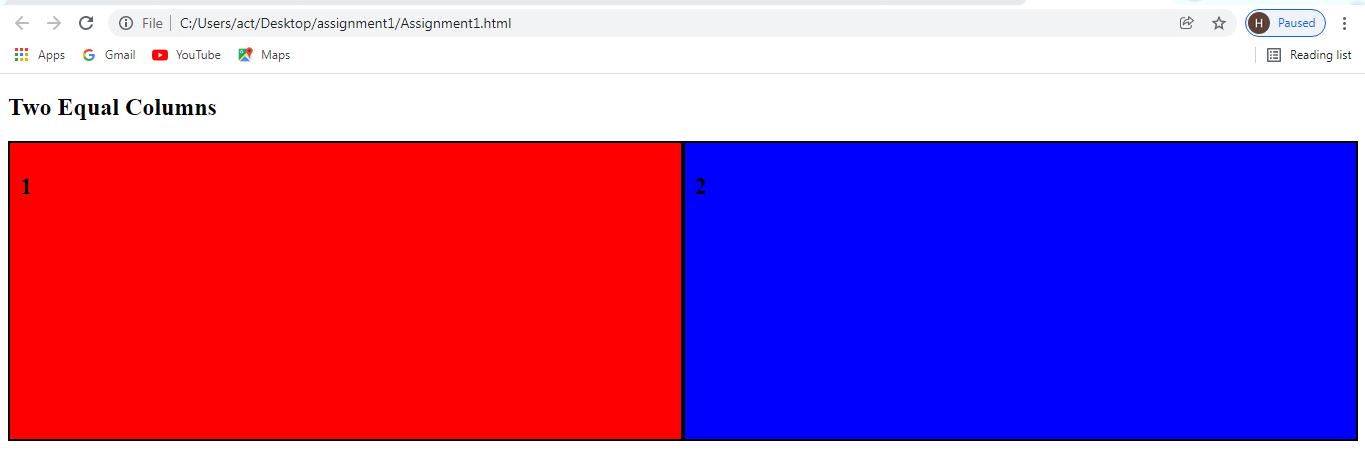 File C:/Users/act/Desktop/assignment1/Assignment1.html H Paused
Apps Gmail YouTube Maps Reading list
Two Equal Columns
1 2